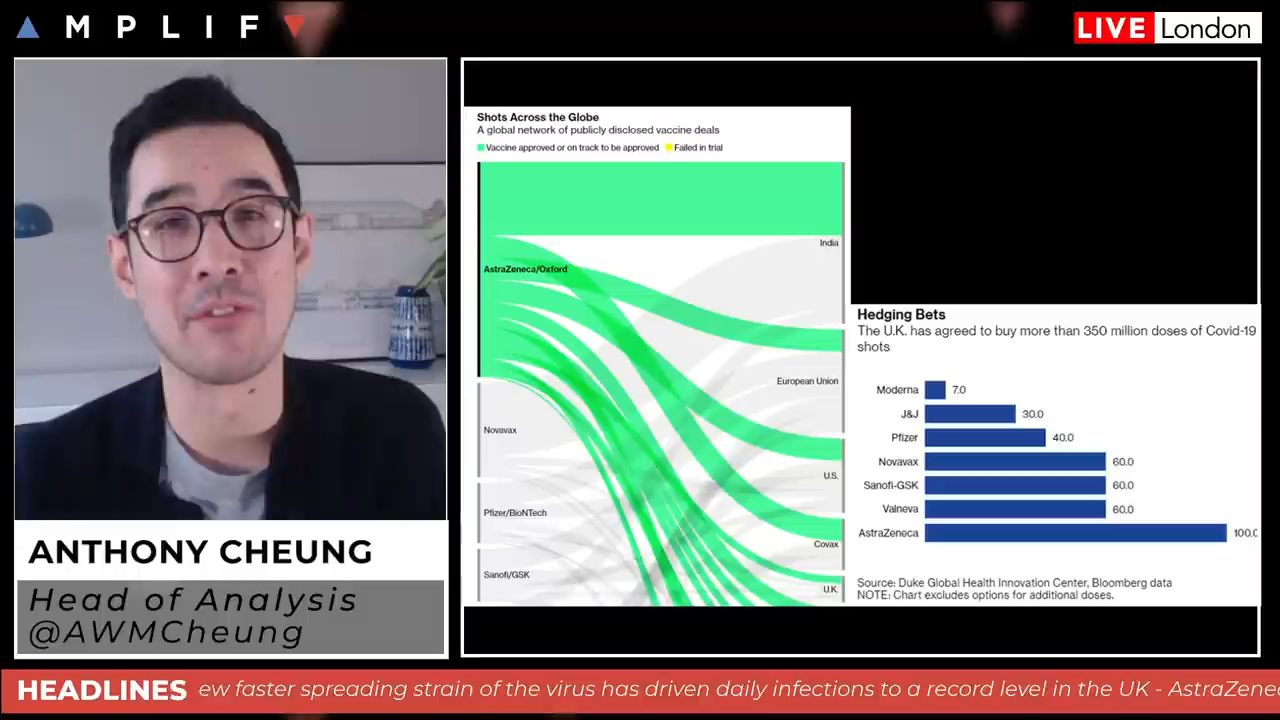 AMPLIFY
LIVE London
Shots Across the Globe
A global network of publicly disclosed vaccine deals
Vaccine approved or on track to be approved Failed in trial
AstraZeneca/Oxford
Novavax
Pfizer/BioNTech
Sanofi/GSK
India
European Union
U.S.
Covax
U.K.
Hedging Bets
The U.K. has agreed to buy more than 350 million doses of Covid-19
shots
Moderna 7.0
J&J 30.0
Pfizer 40.0
Novavax 60.0
Sanofi-GSK 60.0
Valneva 60.0
AstraZeneca 100.0
Source: Duke Global Health Innovation Center, Bloomberg data
NOTE: Chart excludes options for additional doses.
ANTHONY CHEUNG
Head of Analysis
@AWMCheung
HEADLINES ew faster spreading strain of the virus has driven daily infections to a record level in the UK - AstraZenec